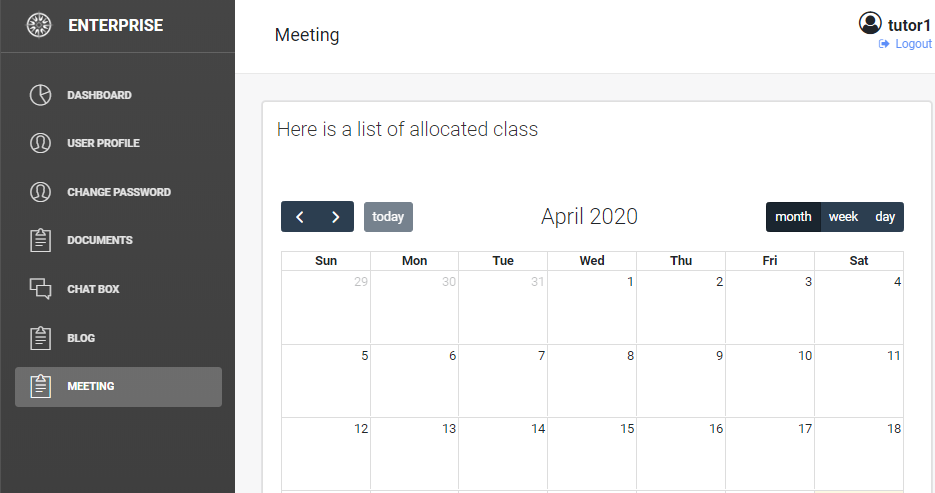 ENTERPRISE
DASHBOARD
USER PROFILE
CHANGE PASSWORD
DOCUMENTS
CHAT BOX
BLOG
MEETING
Meeting
tutor1
Logout
Here is a list of allocated class
today
April 2020
month week day
Sun Mon Tue Wed Thu Fri Sat
29 30 31 1 2 3 4
5 6 7 8 9 10 11
12 13 14 15 16 17 18